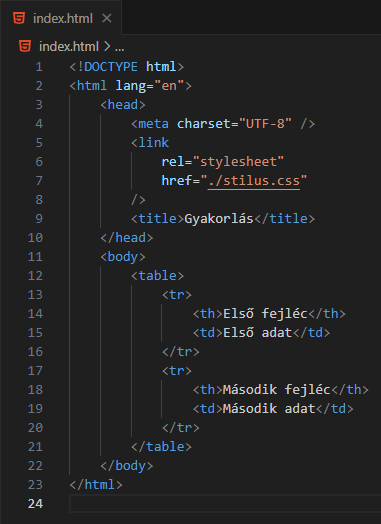 index.html
index.html > ...
1 <!DOCTYPE html>
2 <html lang="en">
3 <head>
4 <meta charset="UTF-8" />
5 <link
6 rel="stylesheet"
7 href="./stilus.css"
8 />
9 <title>Gyakorlás</title>
10 </head>
11 <body>
12 <table>
13 <tr>
14 <th>Első fejléc</th>
15 <td>Első adat</td>
16 </tr>
17 <tr>
18 <th>Második fejléc</th>
19 <td>Második adat</td>
20 </tr>
21 </table>
22 </body>
23 </html>
24